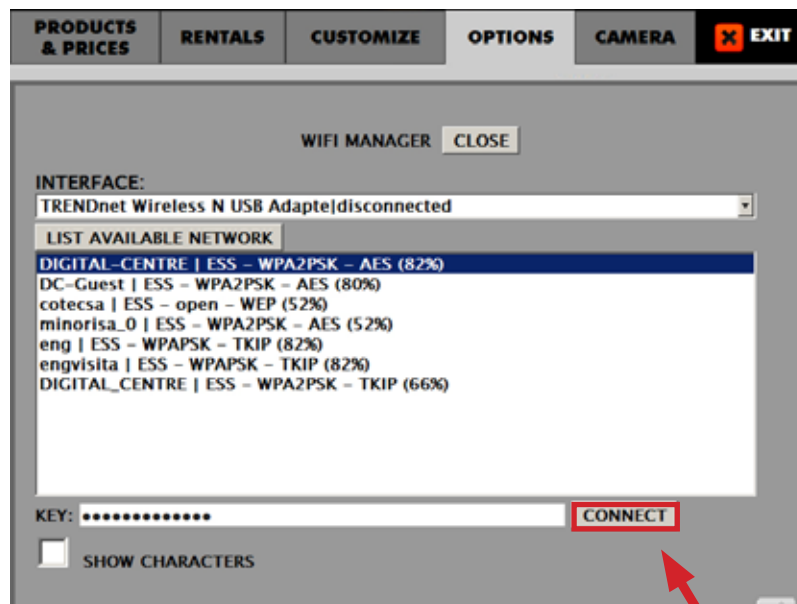 PRODUCTS & PRICES RENTALS CUSTOMIZE OPTIONS CAMERA EXIT
WIFI MANAGER CLOSE
INTERFACE:
TRENDnet Wireless N USB Adapte|disconnected
LIST AVAILABLE NETWORK
DIGITAL-CENTRE | ESS - WPA2PSK - AES (82%)
DC-Guest | ESS - WPA2PSK - AES (80%)
cotecsa | ESS - open - WEP (52%)
minorisa_0 | ESS - WPA2PSK - AES (52%)
eng | ESS - WPAPSK - TKIP (82%)
engvisita | ESS - WPAPSK - TKIP (82%)
DIGITAL_CENTRE | ESS - WPA2PSK - TKIP (66%)
KEY: ••••••••••••• CONNECT
SHOW CHARACTERS